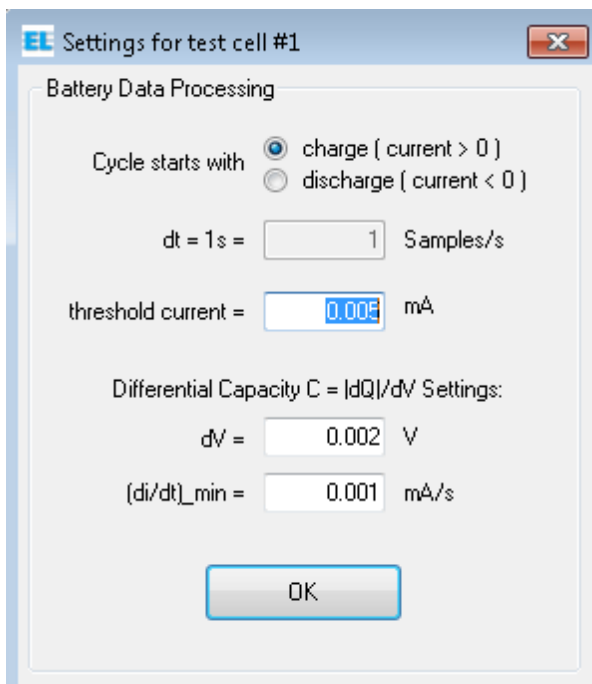 EL Settings for test cell #1
Battery Data Processing
Cycle starts with
charge ( current > 0 )
discharge ( current < 0 )
dt = 1s = 1 Samples/s
threshold current = 0.005 mA
Differential Capacity C = |dQ|/dV Settings:
dV = 0.002 V
(di/dt)_min = 0.001 mA/s
OK